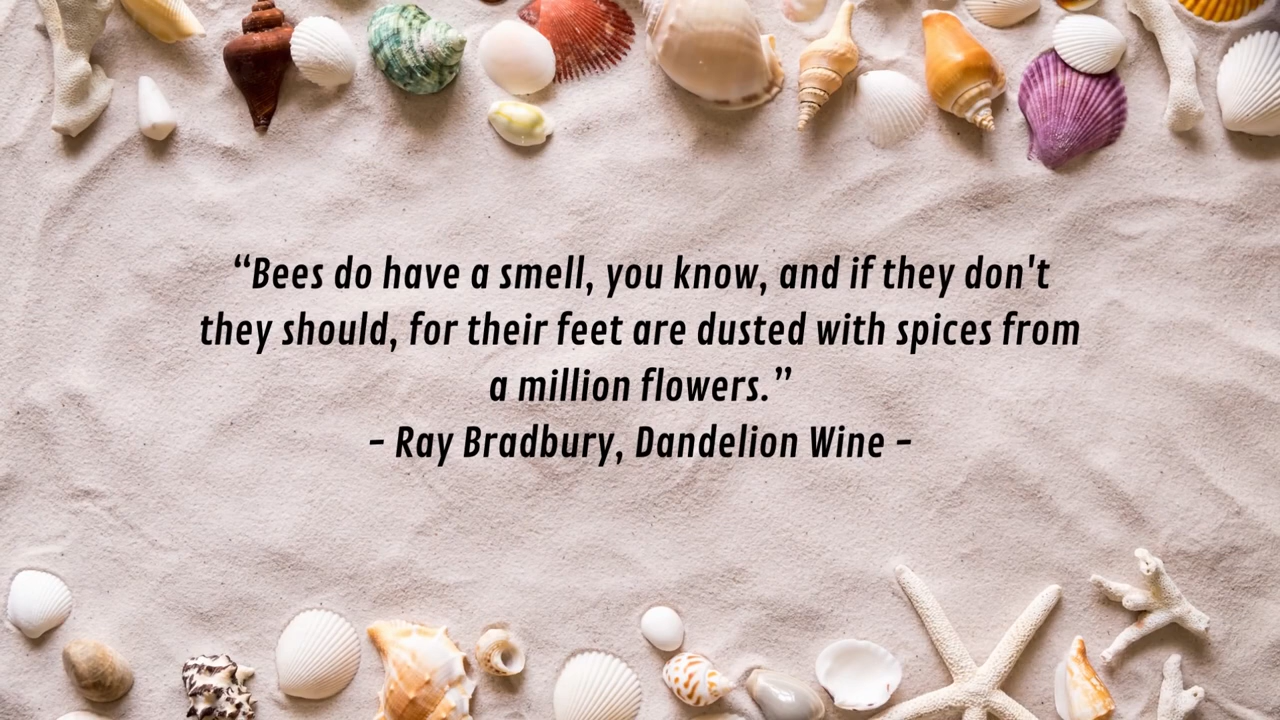 “Bees do have a smell, you know, and if they don't
they should, for their feet are dusted with spices from
a million flowers.”
- Ray Bradbury, Dandelion Wine -